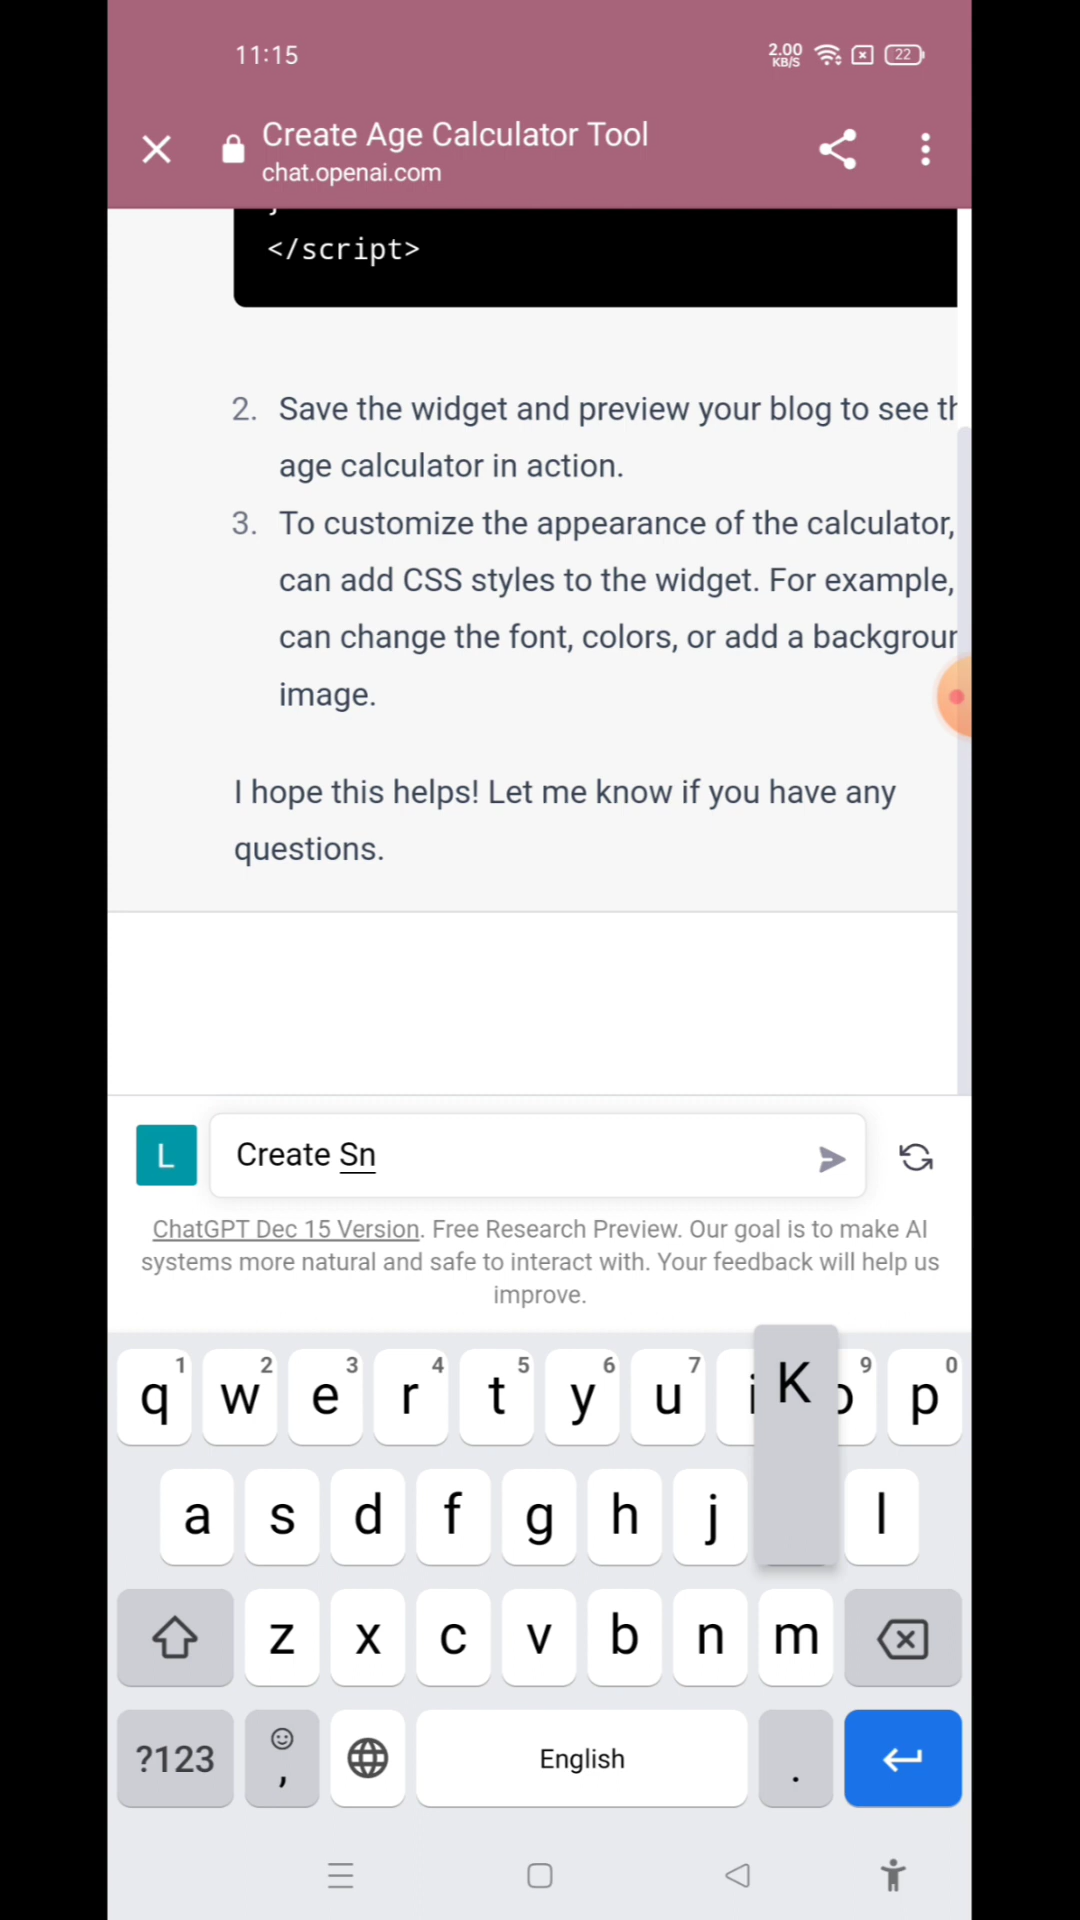 11:15
2.00
KB/S
22
Create Age Calculator Tool
chat.openai.com
</script>
2. Save the widget and preview your blog to see th
age calculator in action.
3. To customize the appearance of the calculator,
can add CSS styles to the widget. For example,
can change the font, colors, or add a backgroun
image.
I hope this helps! Let me know if you have any
questions.
L
Create Sn
ChatGPT Dec 15 Version. Free Research Preview. Our goal is to make AI
systems more natural and safe to interact with. Your feedback will help us
improve.
1 2 3 4 5 6 7 9 0
q w e r t y u i K o p
a s d f g h j l
z x c v b n m
?123 , English .